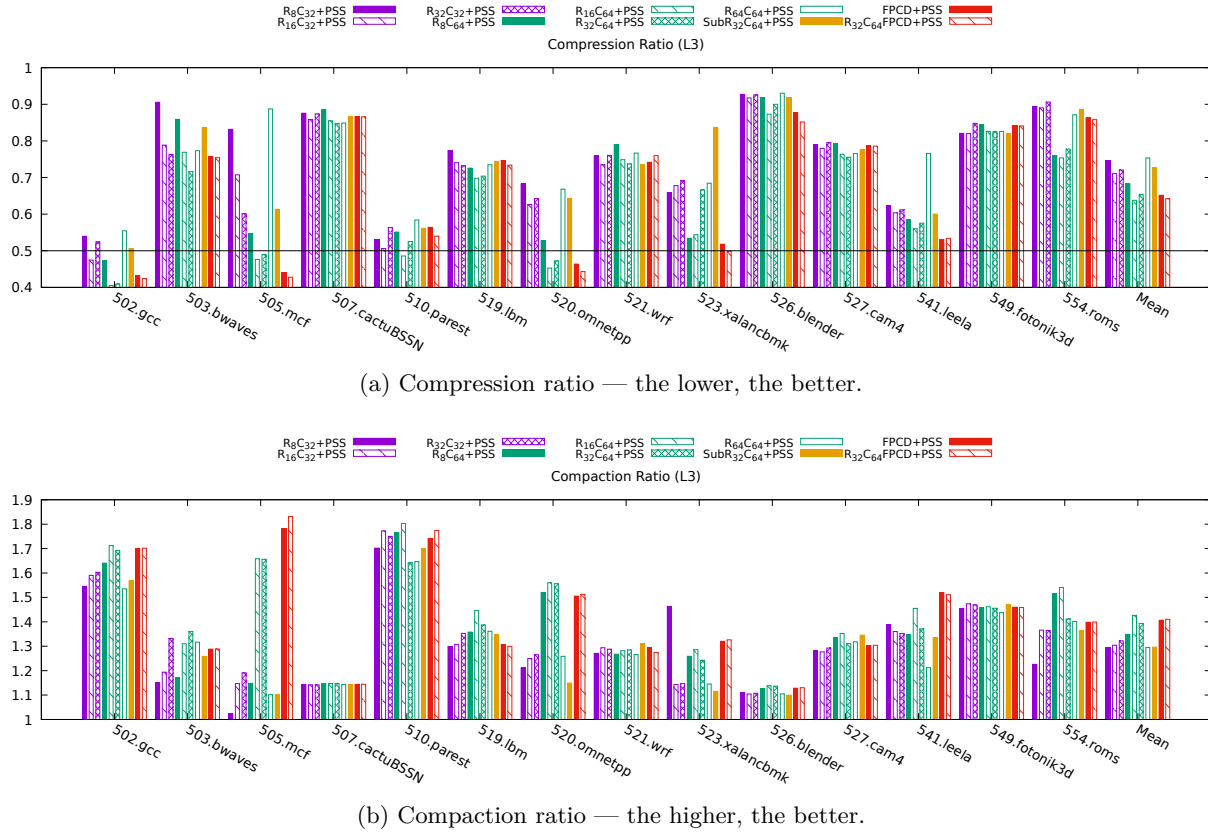 R8C32+PSS R32C32+PSS R16C64+PSS R64C64+PSS FPCD+PSS
R16C32+PSS R8C64+PSS R32C64+PSS SubR32C64+PSS R32C64FPCD+PSS
Compression Ratio (L3)
1
0.9
0.8
0.7
0.6
0.5
0.4
502.gcc 503.bwaves 505.mcf 507.cactuBSSN 510.parest 519.lbm 520.omnetpp 521.wrf 523.xalancbmk 526.blender 527.cam4 541.leela 549.fotonik3d 554.roms Mean
(a) Compression ratio — the lower, the better.
R8C32+PSS R32C32+PSS R16C64+PSS R64C64+PSS FPCD+PSS
R16C32+PSS R8C64+PSS R32C64+PSS SubR32C64+PSS R32C64FPCD+PSS
Compaction Ratio (L3)
1.9
1.8
1.7
1.6
1.5
1.4
1.3
1.2
1.1
1
502.gcc 503.bwaves 505.mcf 507.cactuBSSN 510.parest 519.lbm 520.omnetpp 521.wrf 523.xalancbmk 526.blender 527.cam4 541.leela 549.fotonik3d 554.roms Mean
(b) Compaction ratio — the higher, the better.